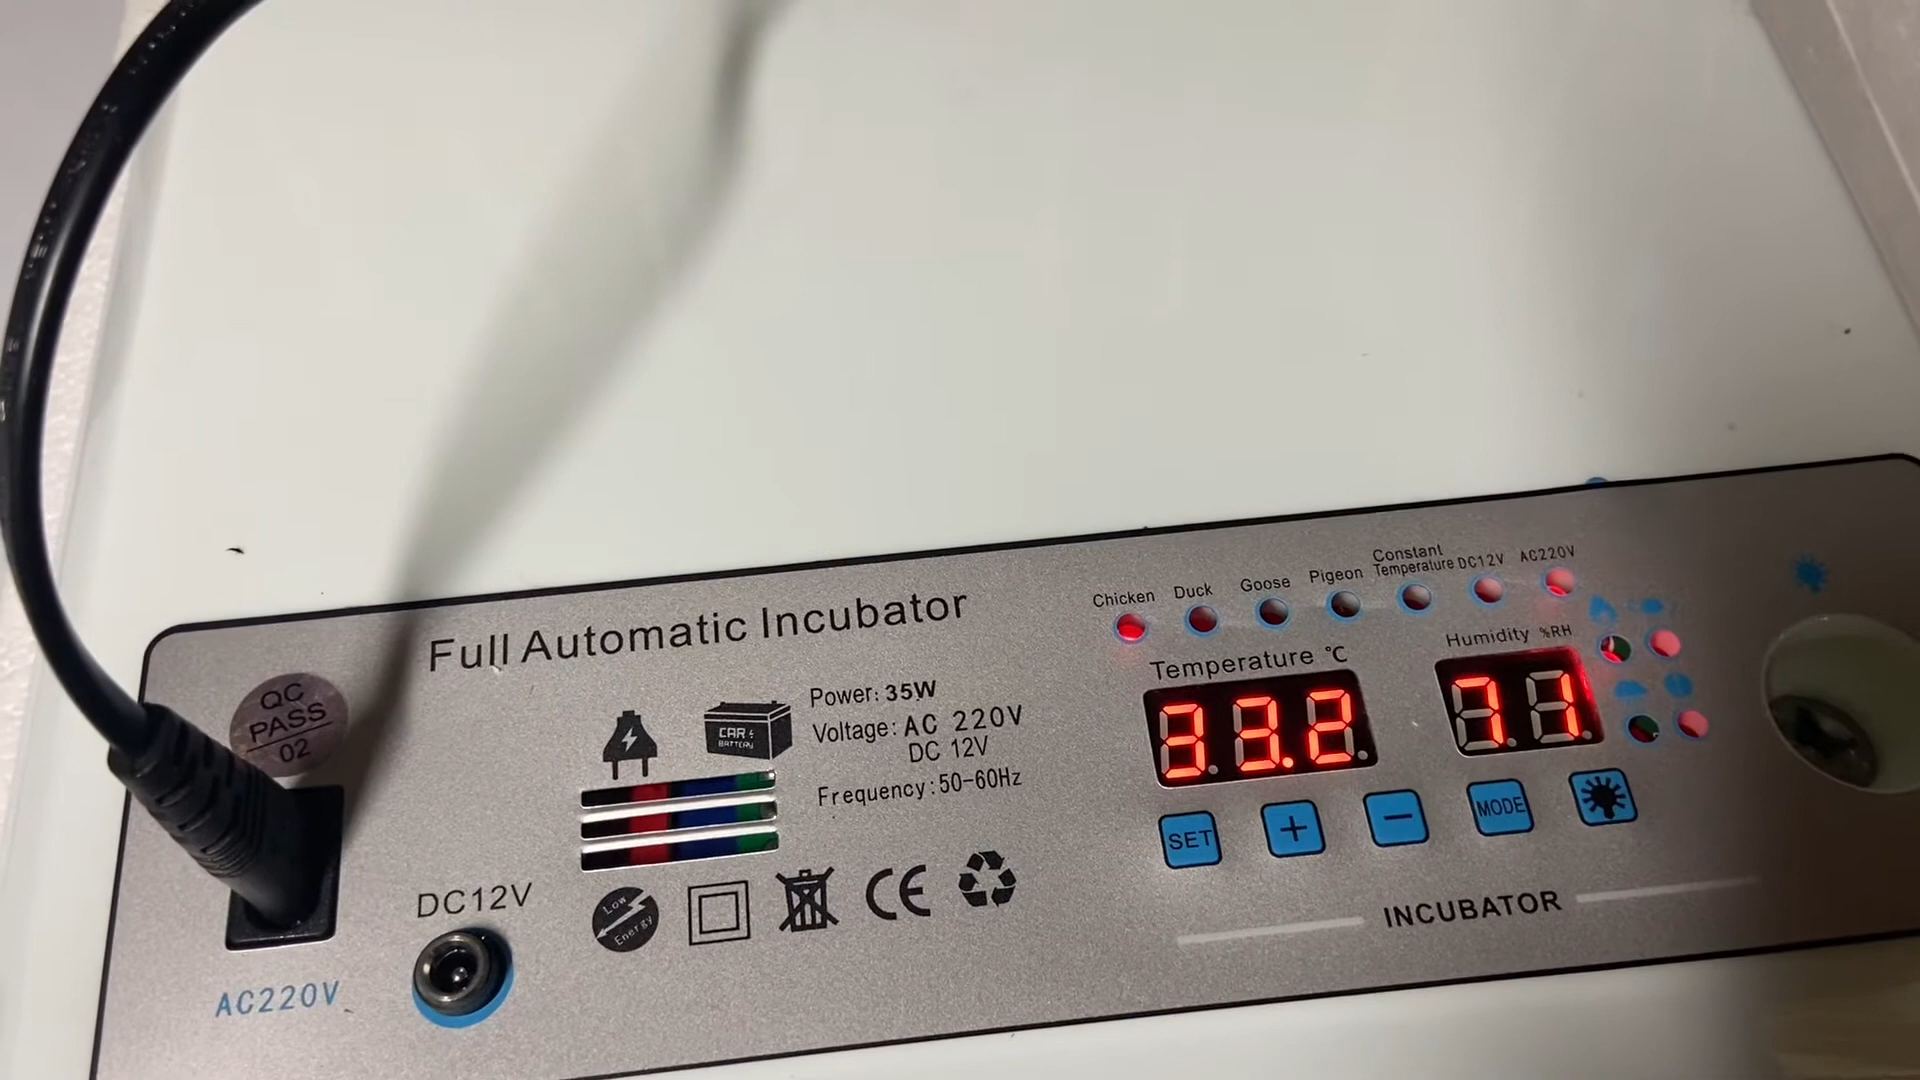 Full Automatic Incubator
QC
PASS
02
CAR
BATTERY
Power: 35W
Voltage: AC 220V
DC 12V
Frequency: 50-60Hz
Low
Energy
CE
DC12V
AC220V
Chicken
Duck
Goose
Pigeon
Constant
Temperature
DC12V
AC220V
Temperature °C
Humidity %RH
33.2
71
SET
+
−
MODE
INCUBATOR